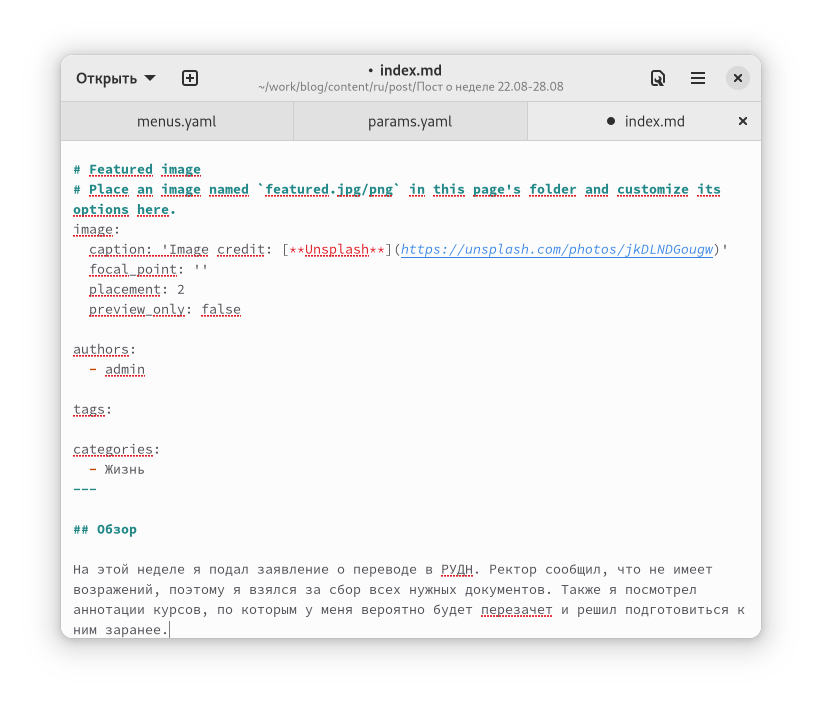 Открыть
• index.md
~/work/blog/content/ru/post/Пост о неделе 22.08-28.08
menus.yaml
params.yaml
● index.md
# Featured image
# Place an image named `featured.jpg/png` in this page's folder and customize its
options here.
image:
  caption: 'Image credit: [**Unsplash**](https://unsplash.com/photos/jkDLNDGougw)'
  focal_point: ''
  placement: 2
  preview_only: false
authors:
  - admin
tags:
categories:
  - Жизнь
---
## Обзор
На этой неделе я подал заявление о переводе в РУДН. Ректор сообщил, что не имеет
возражений, поэтому я взялся за сбор всех нужных документов. Также я посмотрел
аннотации курсов, по которым у меня вероятно будет перезачет и решил подготовиться к
ним заранее.